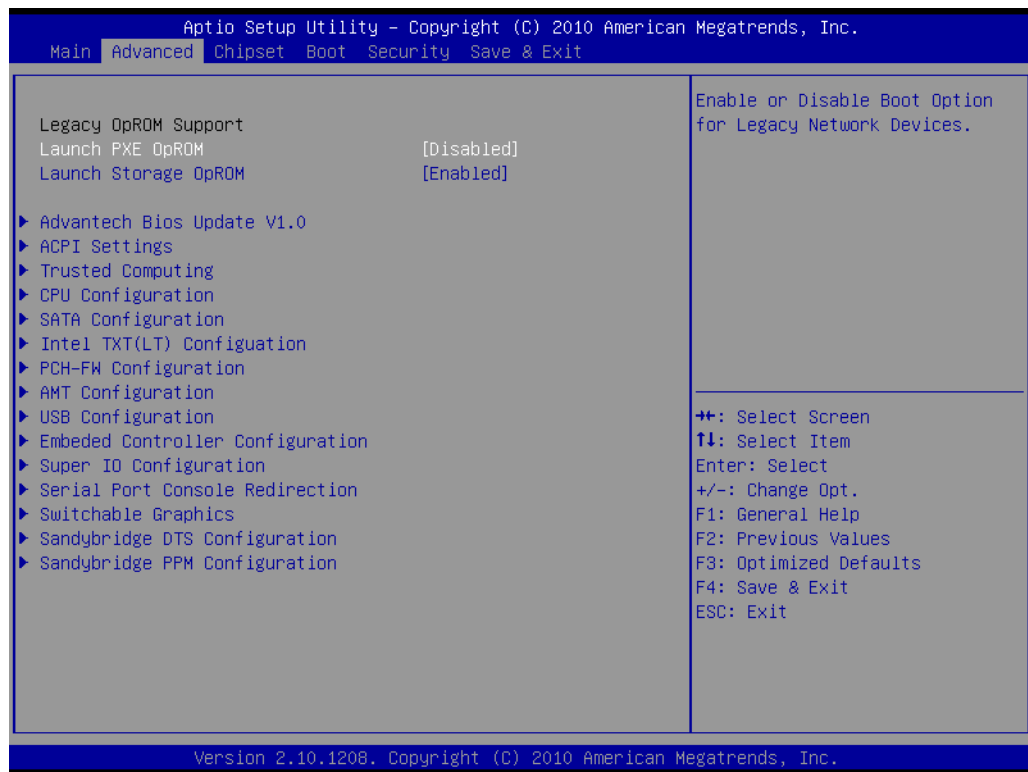 Aptio Setup Utility – Copyright (C) 2010 American Megatrends, Inc.
Main Advanced Chipset Boot Security Save & Exit
Legacy OpROM Support
Launch PXE OpROM [Disabled]
Launch Storage OpROM [Enabled]
Advantech Bios Update V1.0
ACPI Settings
Trusted Computing
CPU Configuration
SATA Configuration
Intel TXT(LT) Configuation
PCH-FW Configuration
AMT Configuration
USB Configuration
Embeded Controller Configuration
Super IO Configuration
Serial Port Console Redirection
Switchable Graphics
Sandybridge DTS Configuration
Sandybridge PPM Configuration
Enable or Disable Boot Option
for Legacy Network Devices.
→←: Select Screen
↑↓: Select Item
Enter: Select
+/-: Change Opt.
F1: General Help
F2: Previous Values
F3: Optimized Defaults
F4: Save & Exit
ESC: Exit
Version 2.10.1208. Copyright (C) 2010 American Megatrends, Inc.